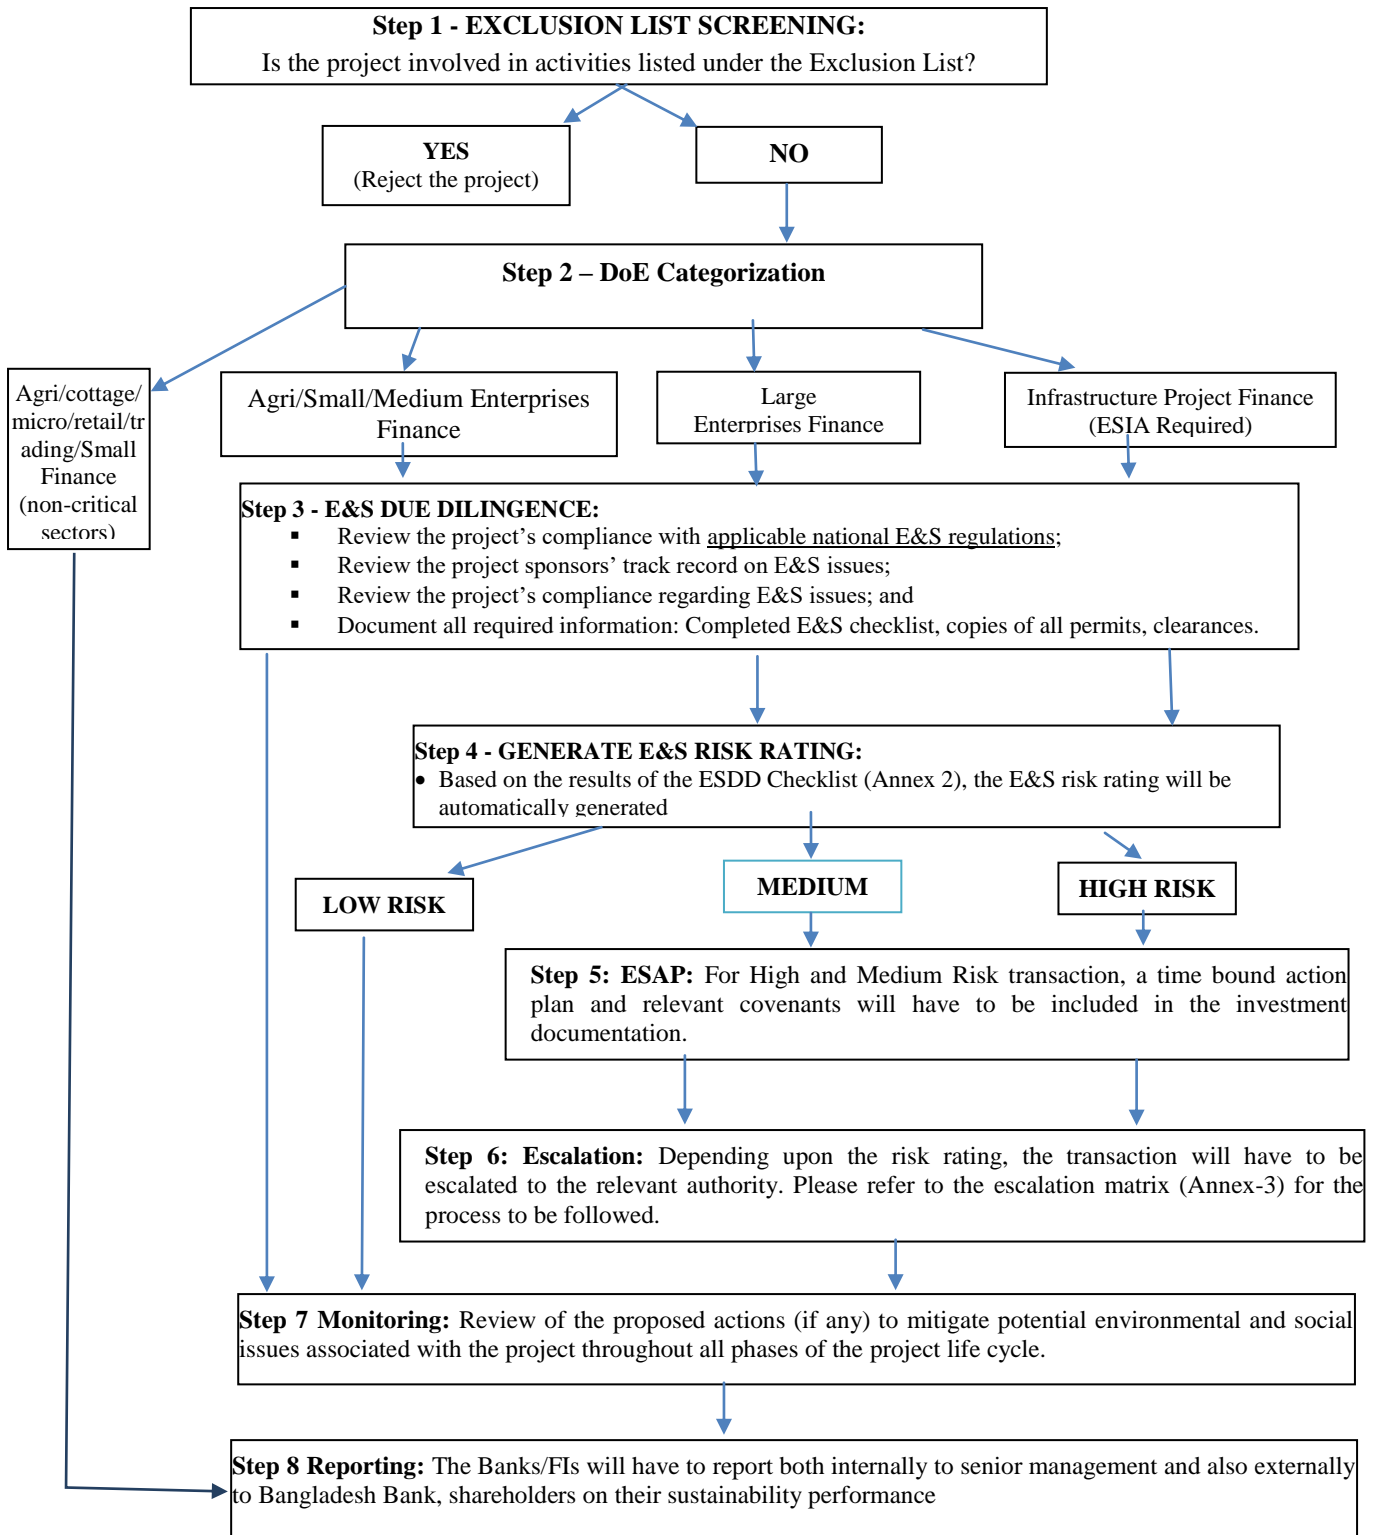 Step 1 - EXCLUSION LIST SCREENING:
Is the project involved in activities listed under the Exclusion List?
YES
(Reject the project)
NO
Step 2 – DoE Categorization
Agri/cottage/
micro/retail/tr
ading/Small
Finance
(non-critical
sectors)
Agri/Small/Medium Enterprises
Finance
Large
Enterprises Finance
Infrastructure Project Finance
(ESIA Required)
Step 3 - E&S DUE DILINGENCE:
▪ Review the project’s compliance with applicable national E&S regulations;
▪ Review the project sponsors’ track record on E&S issues;
▪ Review the project’s compliance regarding E&S issues; and
▪ Document all required information: Completed E&S checklist, copies of all permits, clearances.
Step 4 - GENERATE E&S RISK RATING:
• Based on the results of the ESDD Checklist (Annex 2), the E&S risk rating will be
automatically generated
LOW RISK
MEDIUM
HIGH RISK
Step 5: ESAP: For High and Medium Risk transaction, a time bound action
plan and relevant covenants will have to be included in the investment
documentation.
Step 6: Escalation: Depending upon the risk rating, the transaction will have to be
escalated to the relevant authority. Please refer to the escalation matrix (Annex-3) for the
process to be followed.
Step 7 Monitoring: Review of the proposed actions (if any) to mitigate potential environmental and social
issues associated with the project throughout all phases of the project life cycle.
Step 8 Reporting: The Banks/FIs will have to report both internally to senior management and also externally
to Bangladesh Bank, shareholders on their sustainability performance